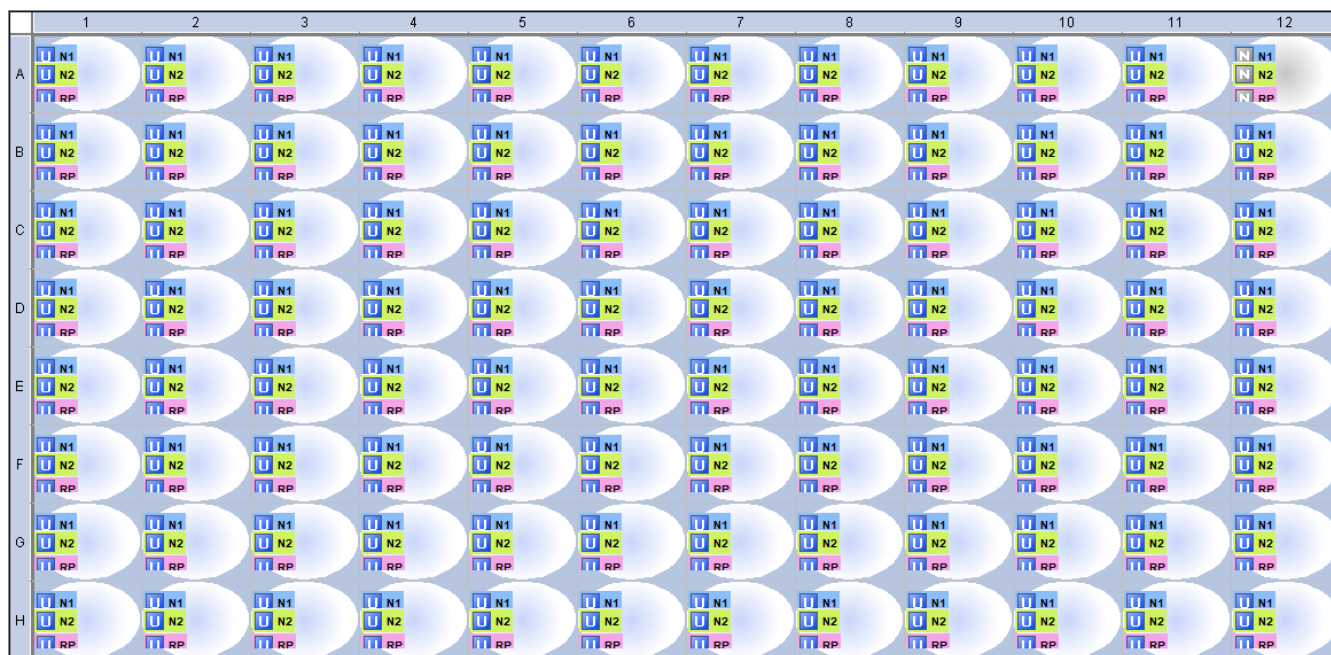 1 2 3 4 5 6 7 8 9 10 11 12
U N1 U N1 U N1 U N1 U N1 U N1 U N1 U N1 U N1 U N1 U N1 N N1
A U N2 U N2 U N2 U N2 U N2 U N2 U N2 U N2 U N2 U N2 U N2 N N2
U RP U RP U RP U RP U RP U RP U RP U RP U RP U RP U RP N RP
U N1 U N1 U N1 U N1 U N1 U N1 U N1 U N1 U N1 U N1 U N1 U N1
B U N2 U N2 U N2 U N2 U N2 U N2 U N2 U N2 U N2 U N2 U N2 U N2
U RP U RP U RP U RP U RP U RP U RP U RP U RP U RP U RP U RP
U N1 U N1 U N1 U N1 U N1 U N1 U N1 U N1 U N1 U N1 U N1 U N1
C U N2 U N2 U N2 U N2 U N2 U N2 U N2 U N2 U N2 U N2 U N2 U N2
U RP U RP U RP U RP U RP U RP U RP U RP U RP U RP U RP U RP
U N1 U N1 U N1 U N1 U N1 U N1 U N1 U N1 U N1 U N1 U N1 U N1
D U N2 U N2 U N2 U N2 U N2 U N2 U N2 U N2 U N2 U N2 U N2 U N2
U RP U RP U RP U RP U RP U RP U RP U RP U RP U RP U RP U RP
U N1 U N1 U N1 U N1 U N1 U N1 U N1 U N1 U N1 U N1 U N1 U N1
E U N2 U N2 U N2 U N2 U N2 U N2 U N2 U N2 U N2 U N2 U N2 U N2
U RP U RP U RP U RP U RP U RP U RP U RP U RP U RP U RP U RP
U N1 U N1 U N1 U N1 U N1 U N1 U N1 U N1 U N1 U N1 U N1 U N1
F U N2 U N2 U N2 U N2 U N2 U N2 U N2 U N2 U N2 U N2 U N2 U N2
U RP U RP U RP U RP U RP U RP U RP U RP U RP U RP U RP U RP
U N1 U N1 U N1 U N1 U N1 U N1 U N1 U N1 U N1 U N1 U N1 U N1
G U N2 U N2 U N2 U N2 U N2 U N2 U N2 U N2 U N2 U N2 U N2 U N2
U RP U RP U RP U RP U RP U RP U RP U RP U RP U RP U RP U RP
U N1 U N1 U N1 U N1 U N1 U N1 U N1 U N1 U N1 U N1 U N1 U N1
H U N2 U N2 U N2 U N2 U N2 U N2 U N2 U N2 U N2 U N2 U N2 U N2
U RP U RP U RP U RP U RP U RP U RP U RP U RP U RP U RP U RP